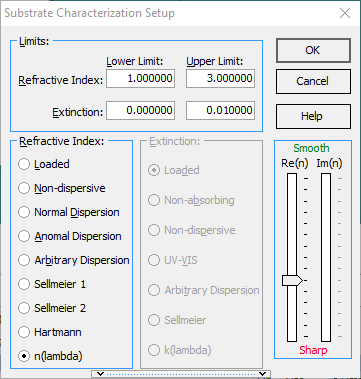 Substrate Characterization Setup
Limits:
Lower Limit: Upper Limit:
Refractive Index: 1.000000 3.000000
Extinction: 0.000000 0.010000
OK
Cancel
Help
Refractive Index:
Loaded
Non-dispersive
Normal Dispersion
Anomal Dispersion
Arbitrary Dispersion
Sellmeier 1
Sellmeier 2
Hartmann
n(lambda)
Extinction:
Loaded
Non-absorbing
Non-dispersive
UV-VIS
Arbitrary Dispersion
Sellmeier
k(lambda)
Smooth
Re(n) Im(n)
Sharp